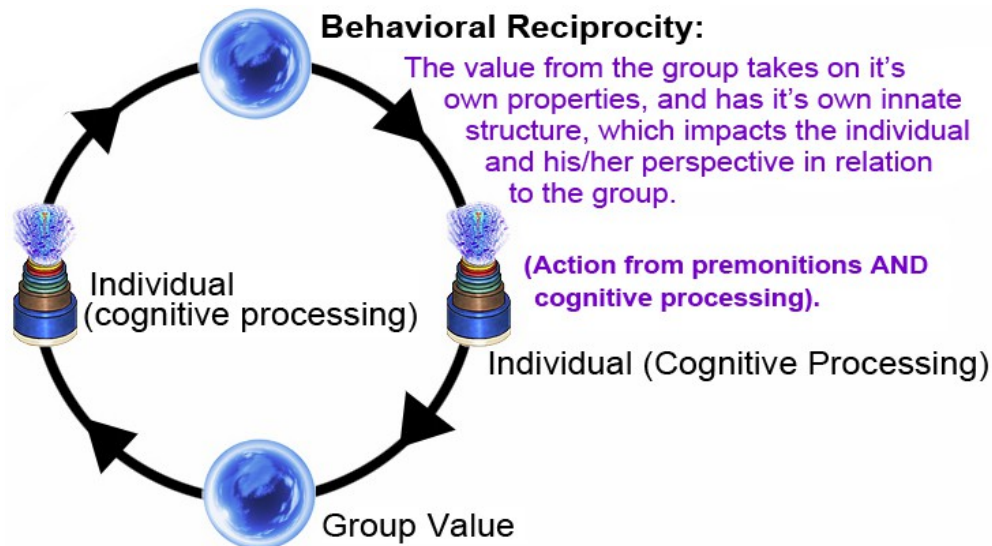 Behavioral Reciprocity:
The value from the group takes on it's
own properties, and has it's own innate
structure, which impacts the individual
and his/her perspective in relation
to the group.
(Action from premonitions AND
cognitive processing).
Individual
(cognitive processing)
Individual (Cognitive Processing)
Group Value